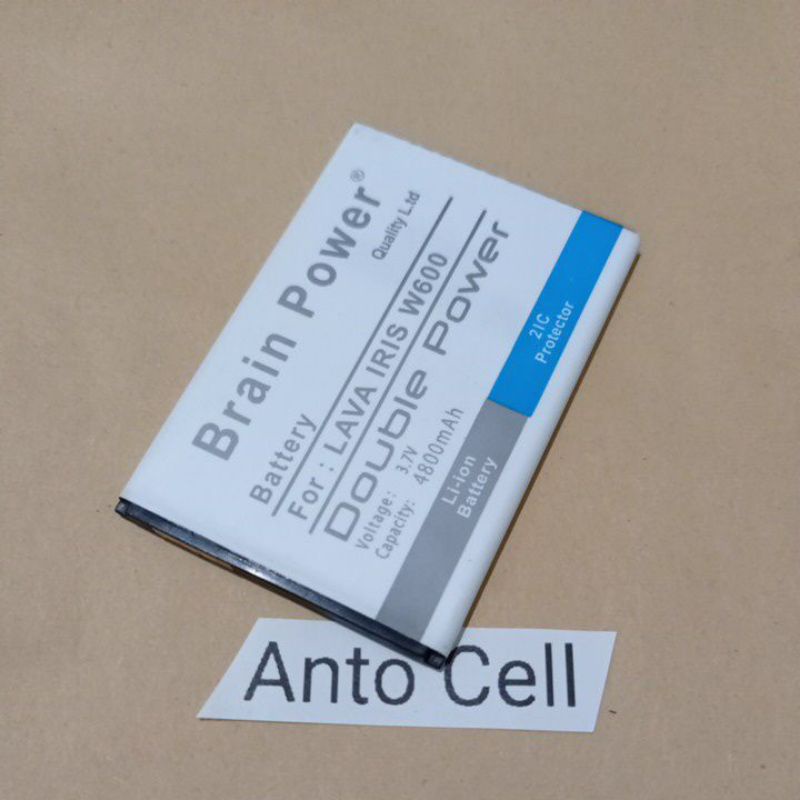 Brain Power®
Quality L.td
Battery
For : LAVA IRIS W600
Double Power
Voltage: 3.7V
Capacity: 4800mAh
2IC
Protector
Li-ion
Battery
Anto Cell